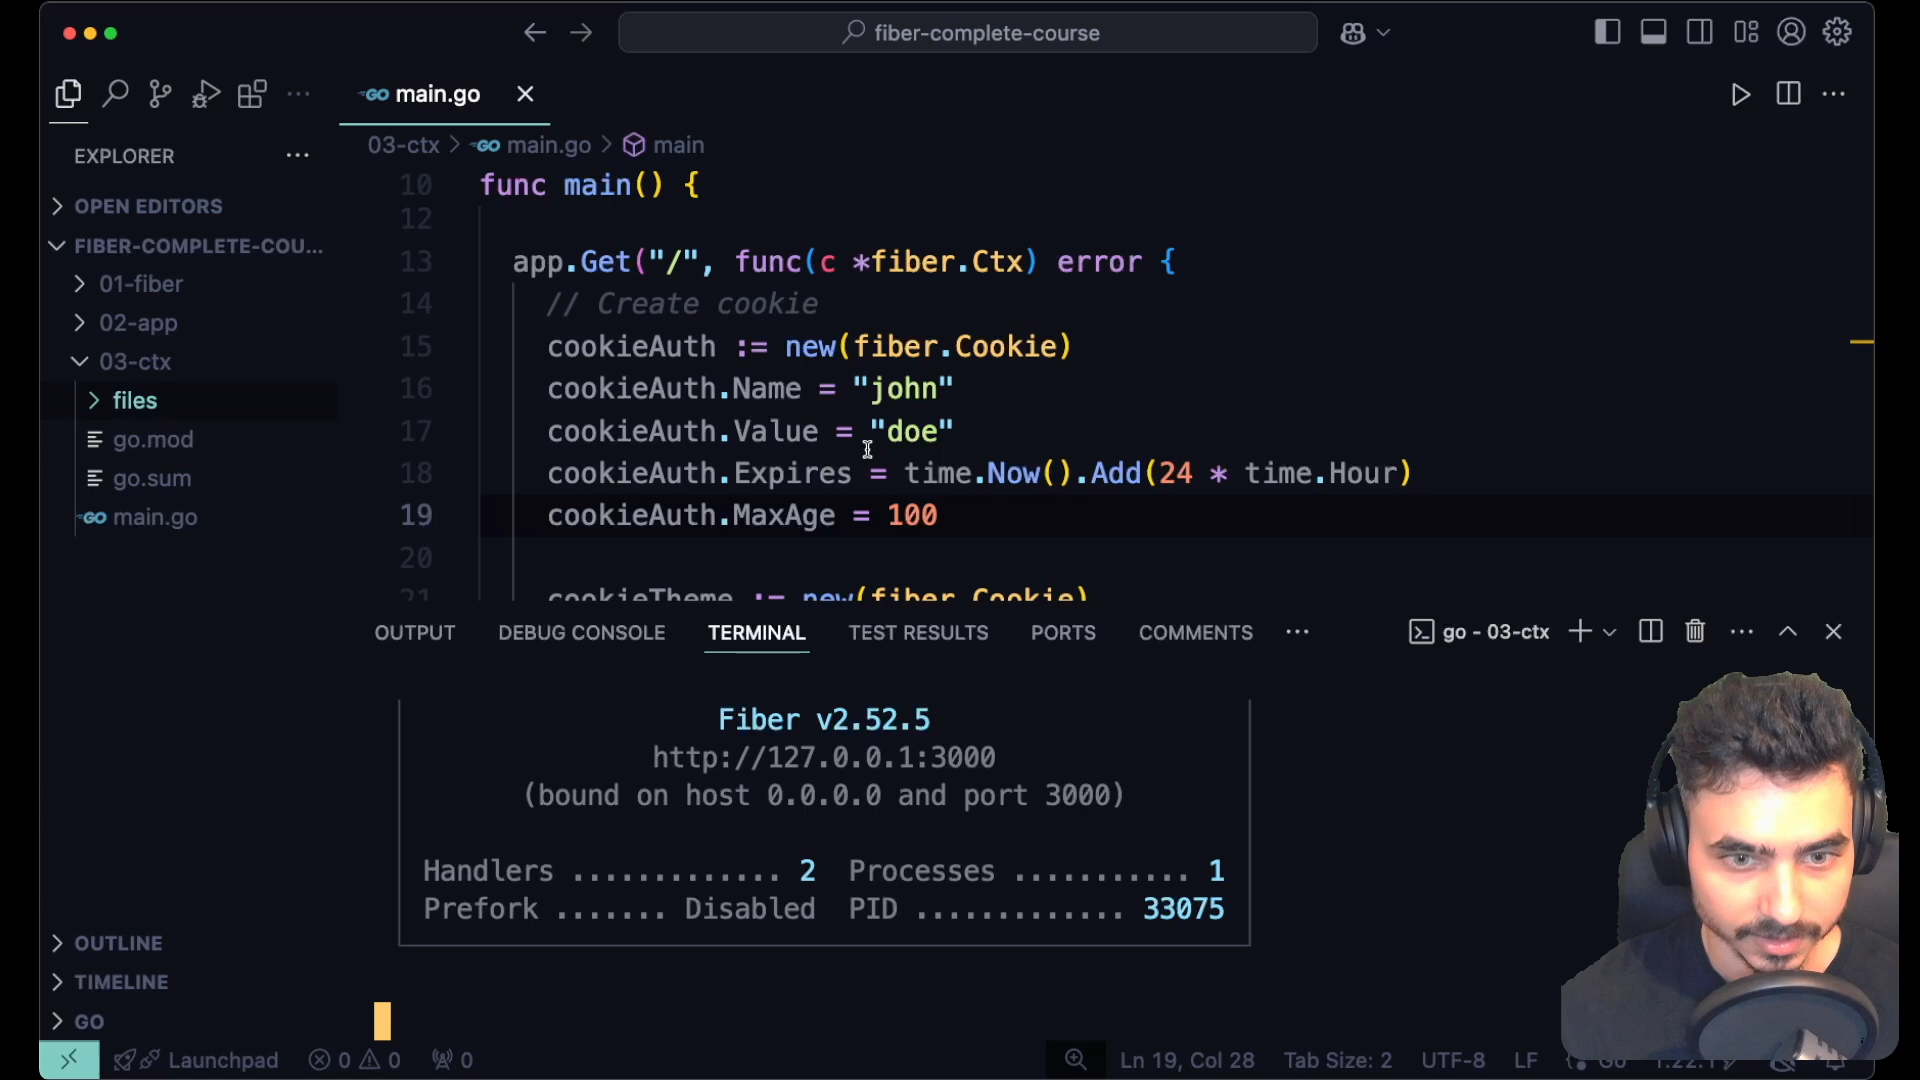 fiber-complete-course
main.go
EXPLORER
03-ctx > main.go > main
OPEN EDITORS
FIBER-COMPLETE-COU...
01-fiber
02-app
03-ctx
files
go.mod
go.sum
main.go
OUTLINE
TIMELINE
GO
10 func main() {
12
13 app.Get("/", func(c *fiber.Ctx) error {
14 // Create cookie
15 cookieAuth := new(fiber.Cookie)
16 cookieAuth.Name = "john"
17 cookieAuth.Value = "doe"
18 cookieAuth.Expires = time.Now().Add(24 * time.Hour)
19 cookieAuth.MaxAge = 100
20
21 cookieTheme := new(fiber.Cookie)
OUTPUT DEBUG CONSOLE TERMINAL TEST RESULTS PORTS COMMENTS ... go - 03-ctx
Fiber v2.52.5
http://127.0.0.1:3000
(bound on host 0.0.0.0 and port 3000)
Handlers ............. 2 Processes ........... 1
Prefork ....... Disabled PID ............. 33075
Launchpad 0 0 0 Ln 19, Col 28 Tab Size: 2 UTF-8 LF Go